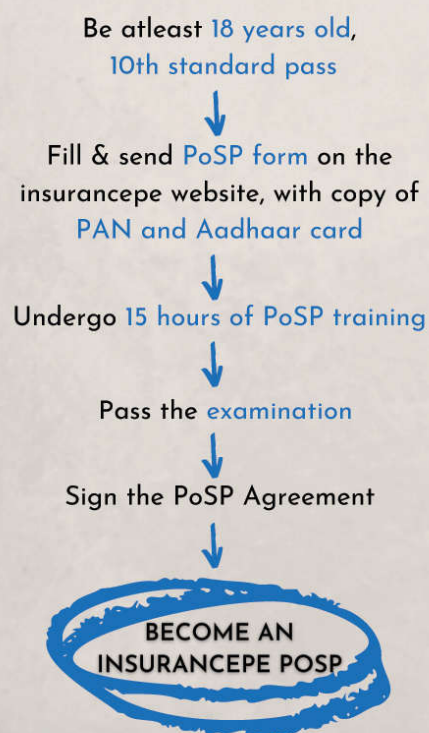 Be atleast 18 years old,
10th standard pass
Fill & send PoSP form on the
insurancepe website, with copy of
PAN and Aadhaar card
Undergo 15 hours of PoSP training
Pass the examination
Sign the PoSP Agreement
BECOME AN
INSURANCEPE POSP